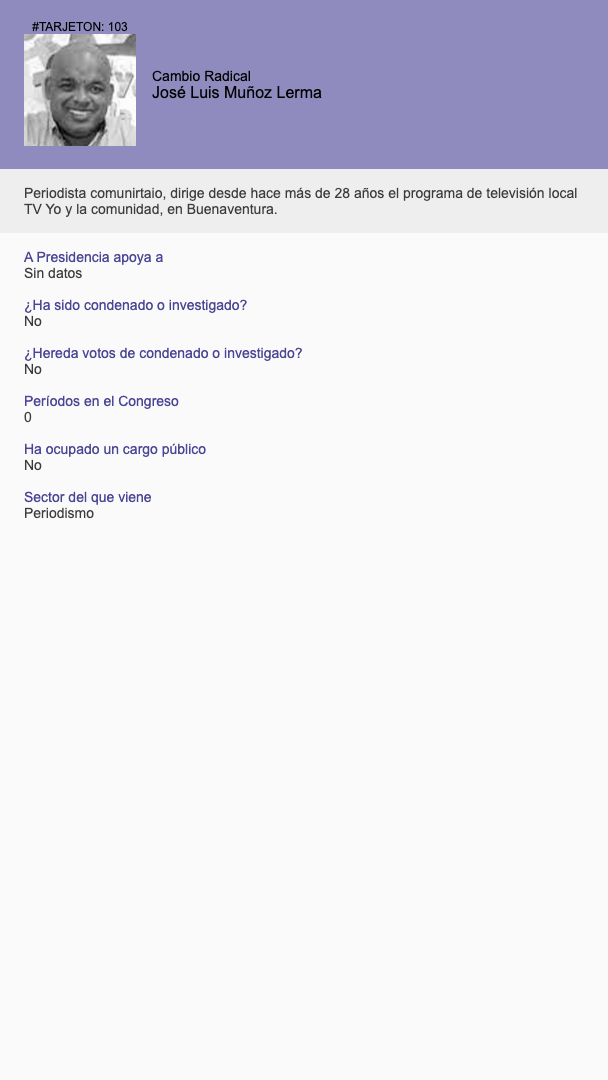 #TARJETON: 103
Cambio Radical
José Luis Muñoz Lerma
Periodista comunirtaio, dirige desde hace más de 28 años el programa de televisión local
TV Yo y la comunidad, en Buenaventura.
A Presidencia apoya a
Sin datos
¿Ha sido condenado o investigado?
No
¿Hereda votos de condenado o investigado?
No
Períodos en el Congreso
0
Ha ocupado un cargo público
No
Sector del que viene
Periodismo